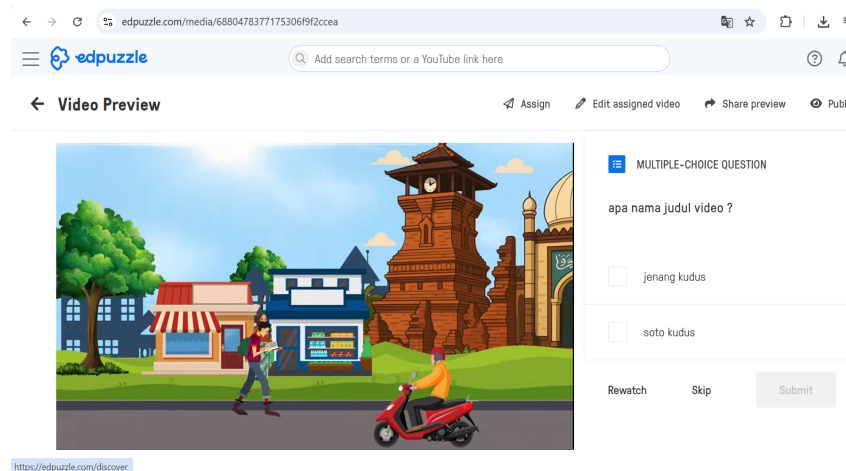 edpuzzle.com/media/6880478377175306f9f2ccea
edpuzzle
Add search terms or a YouTube link here
Video Preview
Assign
Edit assigned video
Share preview
Publ
MULTIPLE-CHOICE QUESTION
apa nama judul video ?
jenang kudus
soto kudus
Rewatch
Skip
Submit
https://edpuzzle.com/discover